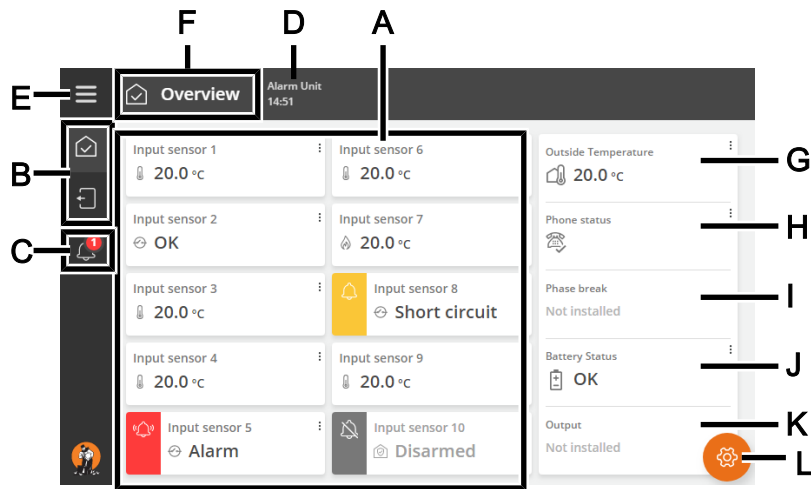 F
D
A
E
Overview
Alarm Unit
14:51
B
C
1
Input sensor 1
20.0 °C
Input sensor 2
OK
Input sensor 3
20.0 °C
Input sensor 4
20.0 °C
Input sensor 5
Alarm
Input sensor 6
20.0 °C
Input sensor 7
20.0 °C
Input sensor 8
Short circuit
Input sensor 9
20.0 °C
Input sensor 10
Disarmed
Outside Temperature
20.0 °C
G
Phone status
H
Phase break
Not installed
I
Battery Status
OK
J
Output
Not installed
K
L